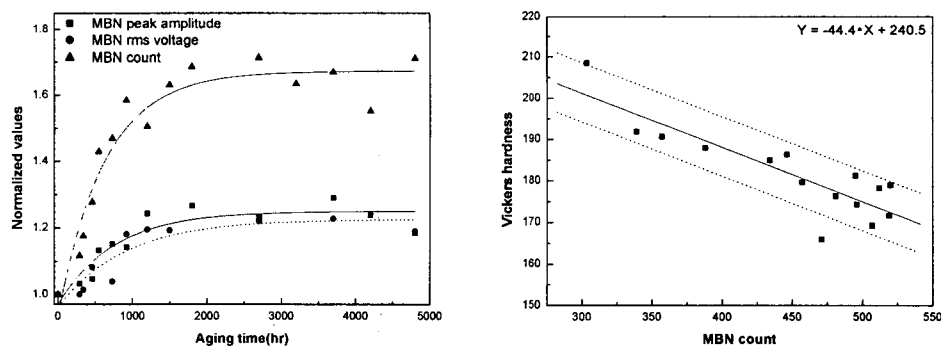 1.8
1.6
1.4
1.2
1.0
Normalized values
MBN peak amplitude
MBN rms voltage
MBN count
0 1000 2000 3000 4000 5000
Aging time(hr)
220
210
200
190
180
170
160
150
Vickers hardness
Y = -44.4*X + 240.5
300 350 400 450 500 550
MBN count